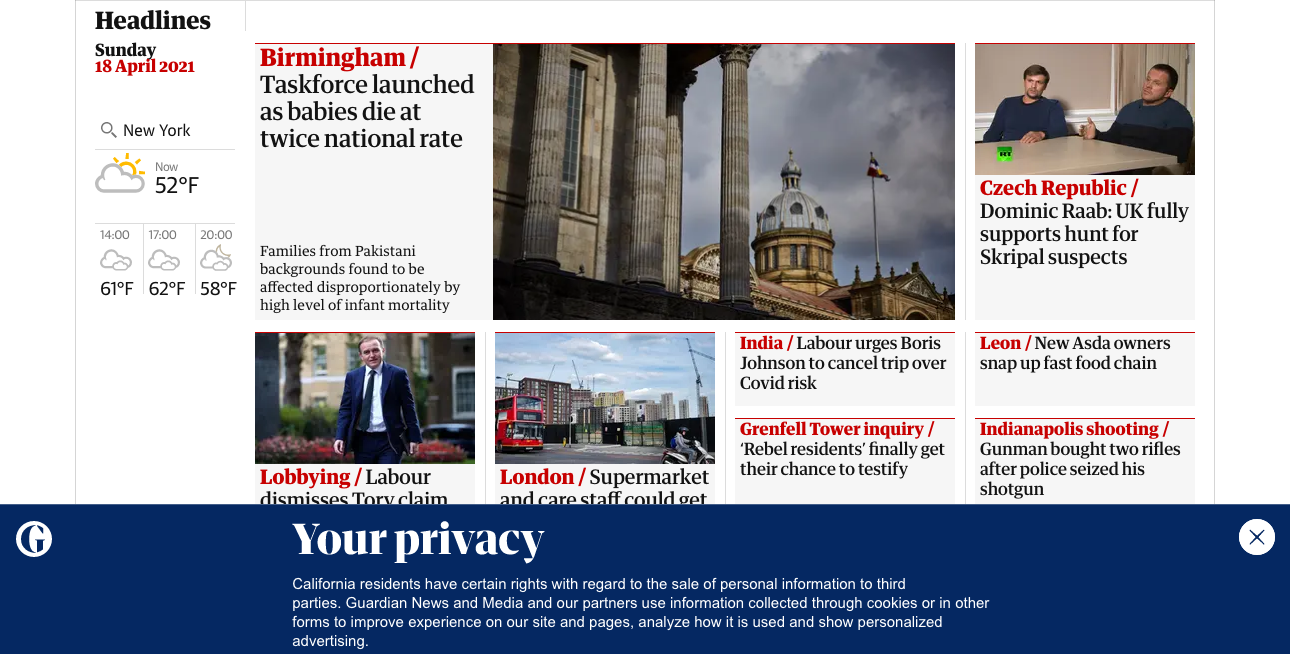 Headlines
Sunday
18 April 2021
New York
Now
52°F
14:00
17:00
20:00
61°F
62°F
58°F
Birmingham /
Taskforce launched
as babies die at
twice national rate
Families from Pakistani
backgrounds found to be
affected disproportionately by
high level of infant mortality
RT
Czech Republic /
Dominic Raab: UK fully
supports hunt for
Skripal suspects
Lobbying / Labour
dismisses Tory claim
London / Supermarket
and care staff could get
India / Labour urges Boris
Johnson to cancel trip over
Covid risk
Grenfell Tower inquiry /
‘Rebel residents’ finally get
their chance to testify
Leon / New Asda owners
snap up fast food chain
Indianapolis shooting /
Gunman bought two rifles
after police seized his
shotgun
G
Your privacy
California residents have certain rights with regard to the sale of personal information to third
parties. Guardian News and Media and our partners use information collected through cookies or in other
forms to improve experience on our site and pages, analyze how it is used and show personalized
advertising.